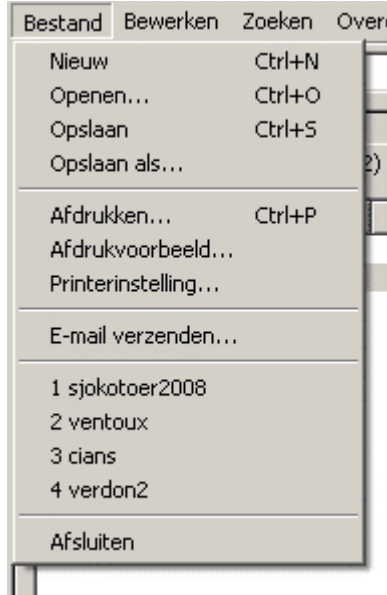 Bestand Bewerken Zoeken
Nieuw Ctrl+N
Openen... Ctrl+O
Opslaan Ctrl+S
Opslaan als...
2)
Afdrukken... Ctrl+P
Afdrukvoorbeeld...
Printerinstelling...
E-mail verzenden...
1 sjokotoer2008
2 ventoux
3 cians
4 verdon2
Afsluiten